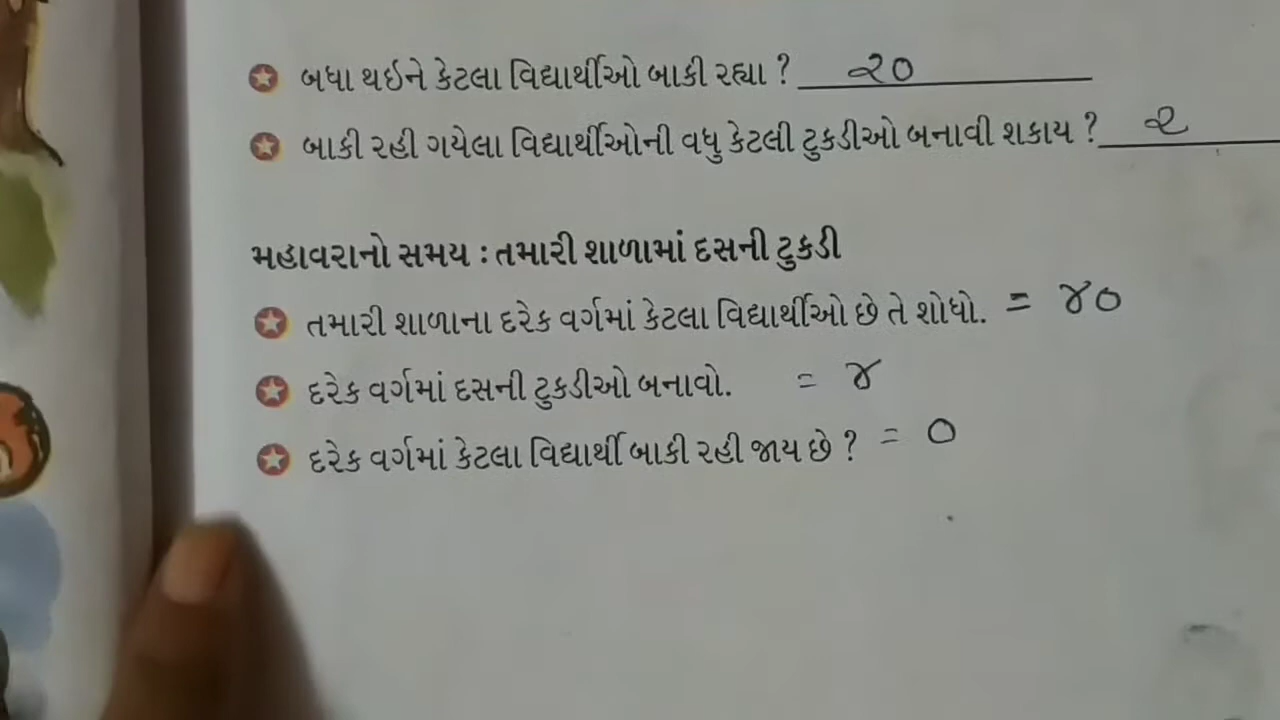 બધા થઇને કેટલા વિદ્યાર્થીઓ બાકી રહ્યા ? ૨૦
બાકી રહી ગયેલા વિદ્યાર્થીઓની વધુ કેટલી ટુકડીઓ બનાવી શકાય ? ૨
મહાવરાનો સમય : તમારી શાળામાં દસની ટુકડી
તમારી શાળાના દરેક વર્ગમાં કેટલા વિદ્યાર્થીઓ છે તે શોધો. = ૪૦
દરેક વર્ગમાં દસની ટુકડીઓ બનાવો. = ૪
દરેક વર્ગમાં કેટલા વિદ્યાર્થી બાકી રહી જાય છે ? = ૦